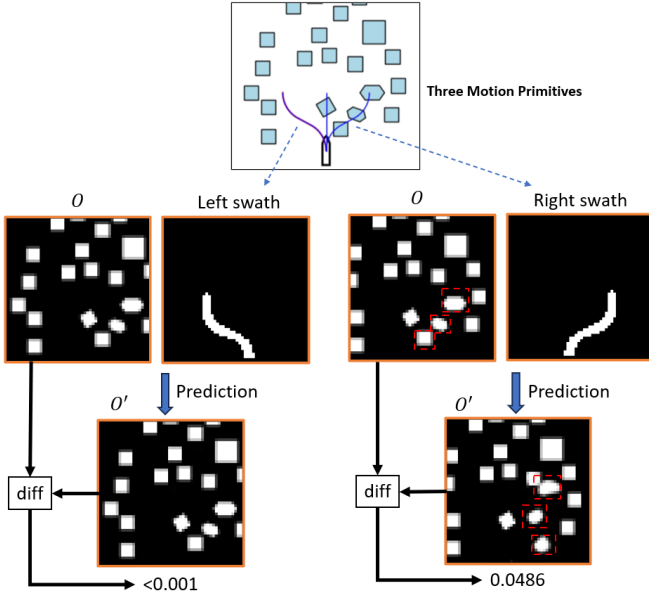 Three Motion Primitives
O
Left swath
O
Right swath
Prediction
Prediction
O'
O'
diff
diff
<0.001
0.0486